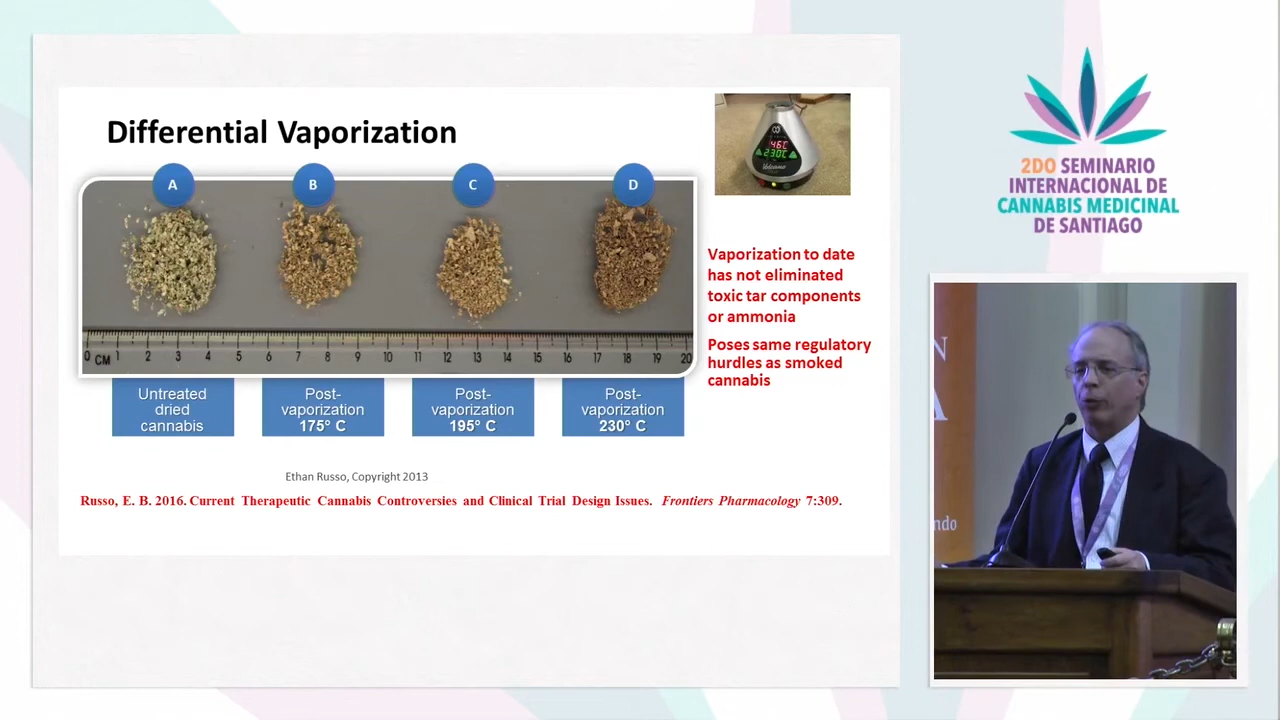 Differential Vaporization
A
B
C
D
0 CM 1 2 3 4 5 6 7 8 9 10 11 12 13 14 15 16 17 18 19 20
Untreated
dried
cannabis
Post-
vaporization
175° C
Post-
vaporization
195° C
Post-
vaporization
230° C
46C
230C
Volcano
Vaporization to date
has not eliminated
toxic tar components
or ammonia
Poses same regulatory
hurdles as smoked
cannabis
Ethan Russo, Copyright 2013
Russo, E. B. 2016. Current Therapeutic Cannabis Controversies and Clinical Trial Design Issues. Frontiers Pharmacology 7:309.
2DO SEMINARIO
INTERNACIONAL DE
CANNABIS MEDICINAL
DE SANTIAGO
N
A
ndo